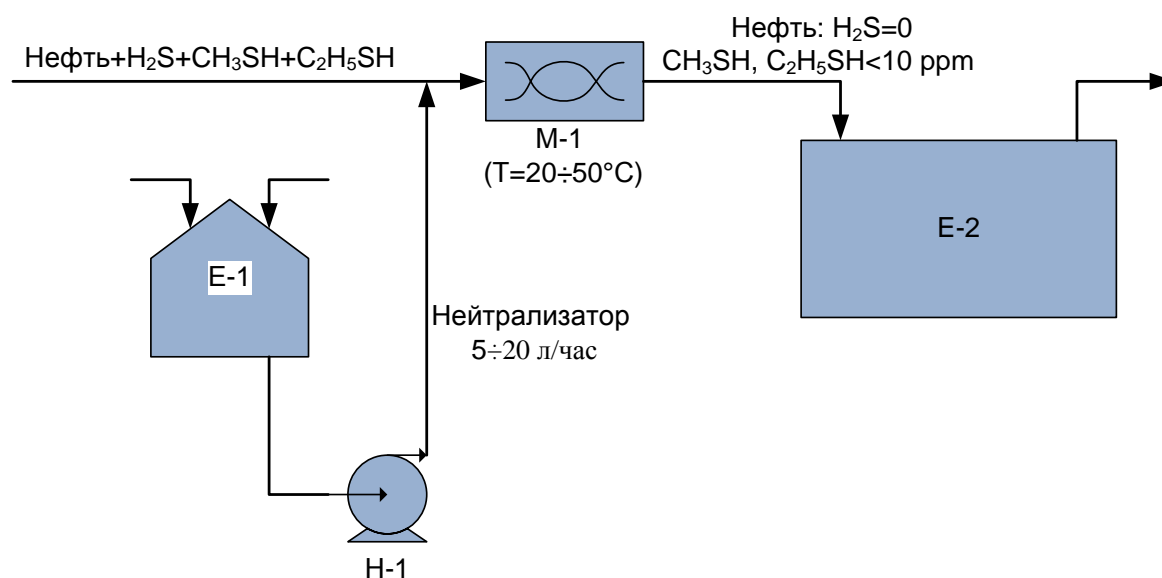 Нефть+H₂S+CH₃SH+C₂H₅SH
Нефть: H₂S=0
CH₃SH, C₂H₅SH<10 ppm
М-1
(Т=20÷50°С)
Е-1
Е-2
Нейтрализатор
5÷20 л/час
Н-1